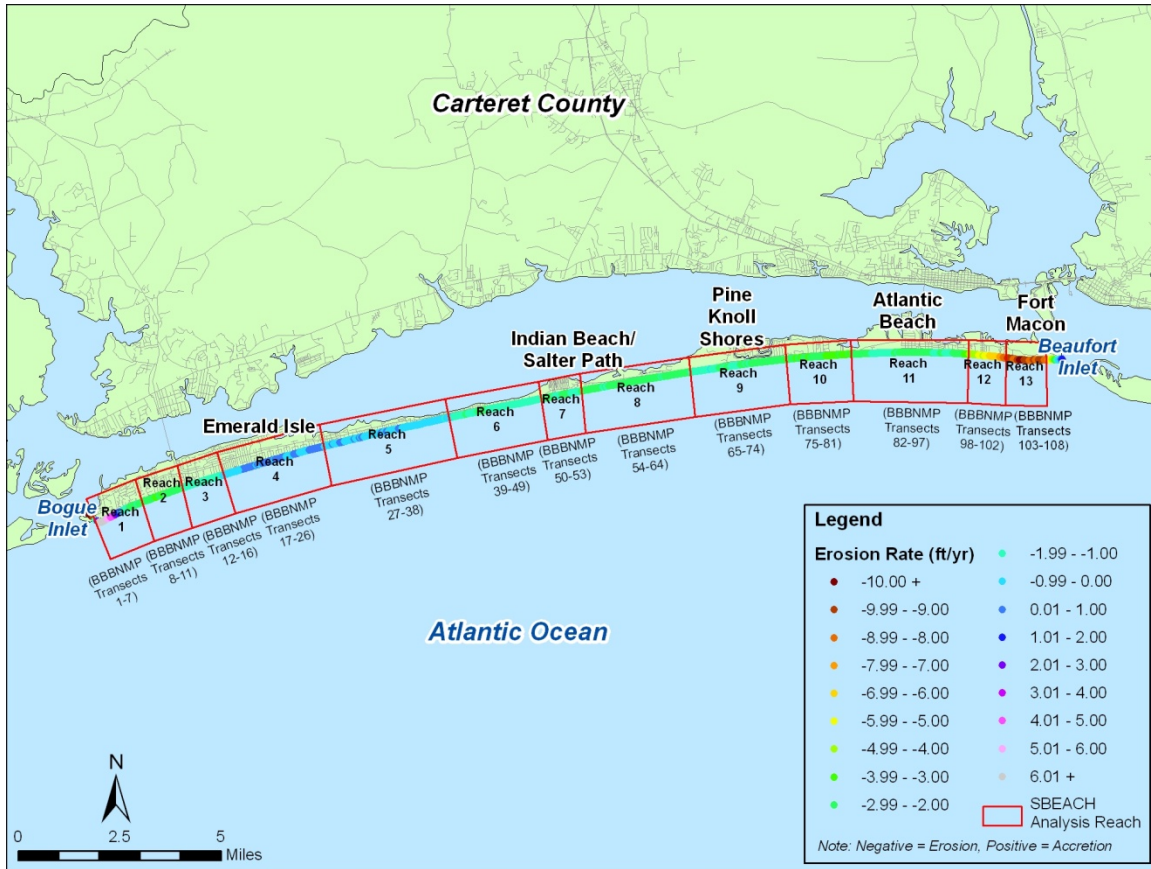 Carteret County
Pine
Knoll
Shores
Atlantic
Beach
Fort
Macon
Indian Beach/
Salter Path
Beaufort
Inlet
Emerald Isle
Bogue
Inlet
Reach
1
Reach
2
Reach
3
Reach
4
Reach
5
Reach
6
Reach
7
Reach
8
Reach
9
Reach
10
Reach
11
Reach
12
Reach
13
(BBBNMP
Transects
1-7)
(BBBNMP
Transects
8-11)
(BBBNMP
Transects
12-16)
(BBBNMP
Transects
17-26)
(BBBNMP
Transects
27-38)
(BBBNMP
Transects
39-49)
(BBBNMP
Transects
50-53)
(BBBNMP
Transects
54-64)
(BBBNMP
Transects
65-74)
(BBBNMP
Transects
75-81)
(BBBNMP
Transects
82-97)
(BBBNMP
Transects
98-102)
(BBBNMP
Transects
103-108)
Atlantic Ocean
N
0 2.5 5
Miles
Legend
Erosion Rate (ft/yr)
-10.00 +
-9.99 - -9.00
-8.99 - -8.00
-7.99 - -7.00
-6.99 - -6.00
-5.99 - -5.00
-4.99 - -4.00
-3.99 - -3.00
-2.99 - -2.00
-1.99 - -1.00
-0.99 - 0.00
0.01 - 1.00
1.01 - 2.00
2.01 - 3.00
3.01 - 4.00
4.01 - 5.00
5.01 - 6.00
6.01 +
SBEACH
Analysis Reach
Note: Negative = Erosion, Positive = Accretion